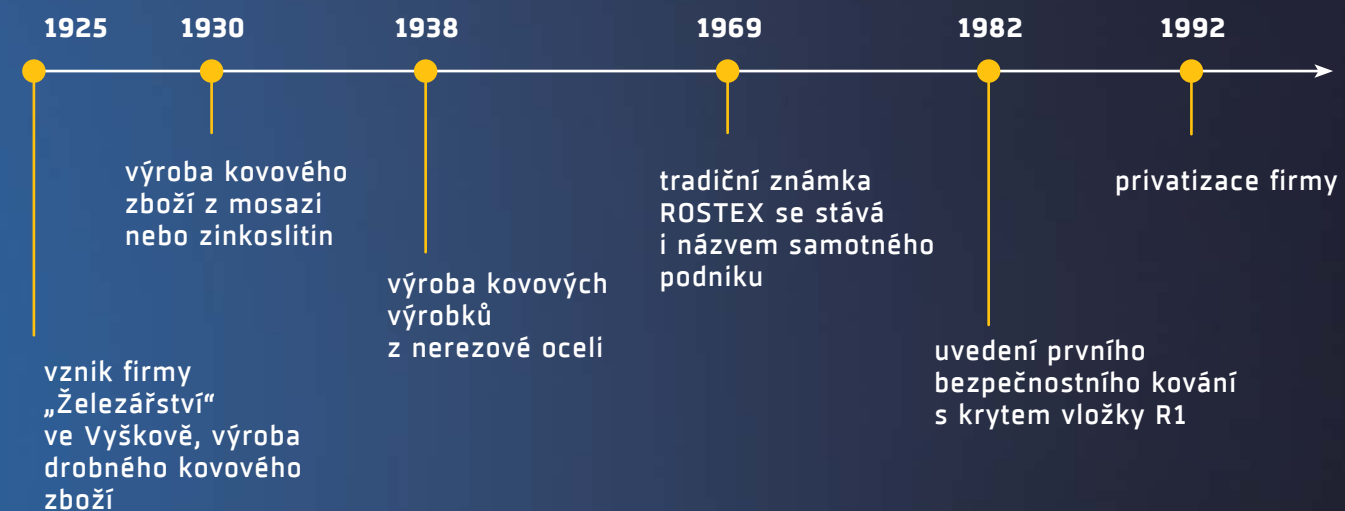 1925
vznik firmy
„Železářství“
ve Vyškově, výroba
drobného kovového
zboží
1930
výroba kovového
zboží z mosazi
nebo zinkoslitin
1938
výroba kovových
výrobků
z nerezové oceli
1969
tradiční známka
ROSTEX se stává
i názvem samotného
podniku
1982
uvedení prvního
bezpečnostního kování
s krytem vložky R1
1992
privatizace firmy